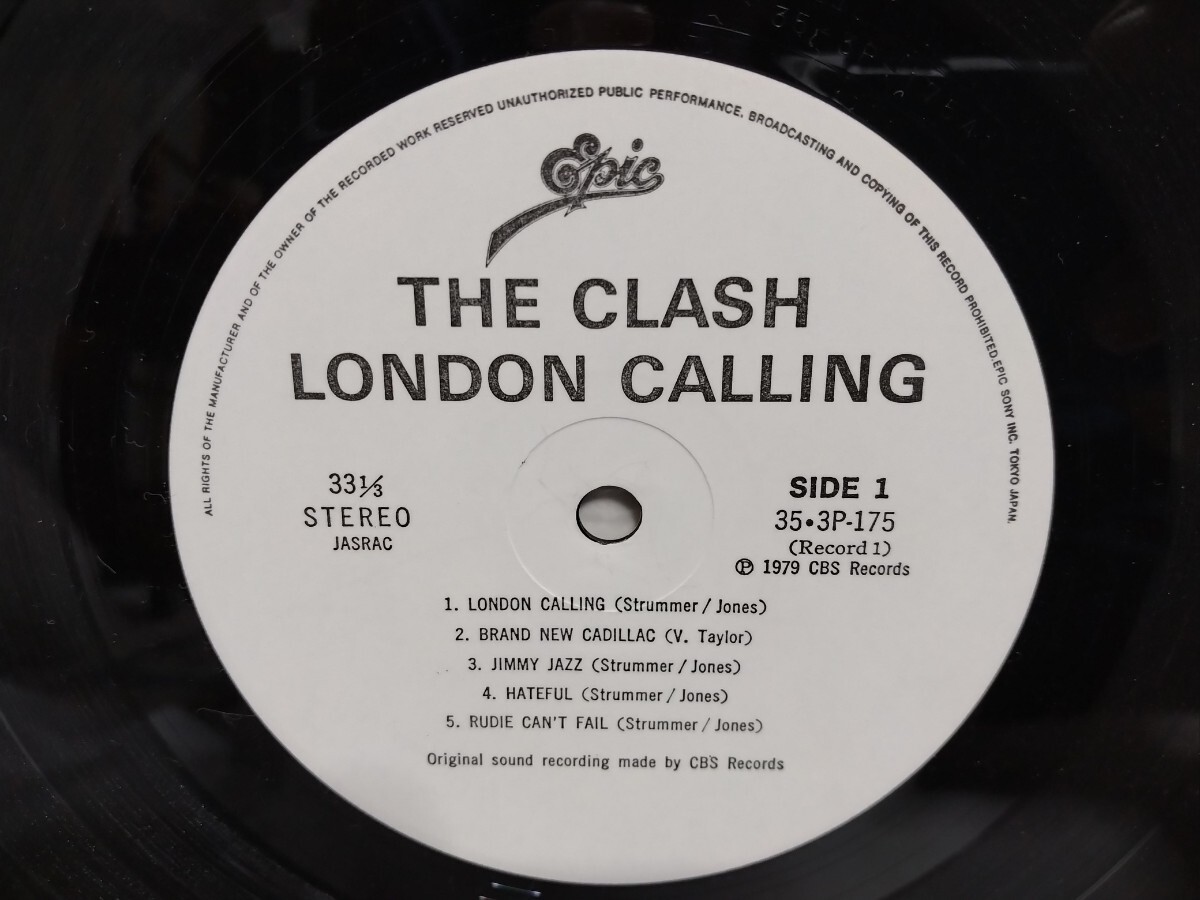 ALL RIGHTS OF THE MANUFACTURER AND OF THE OWNER OF THE RECORDED WORK RESERVED UNAUTHORIZED PUBLIC PERFORMANCE, BROADCASTING AND COPYING OF THIS RECORD PROHIBITED. EPIC SONY INC. TOKYO JAPAN.
Epic
THE CLASH
LONDON CALLING
33⅓
STEREO
JASRAC
SIDE 1
35•3P-175
(Record 1)
Ⓟ 1979 CBS Records
1. LONDON CALLING (Strummer / Jones)
2. BRAND NEW CADILLAC (V. Taylor)
3. JIMMY JAZZ (Strummer / Jones)
4. HATEFUL (Strummer / Jones)
5. RUDIE CAN'T FAIL (Strummer / Jones)
Original sound recording made by CBS Records